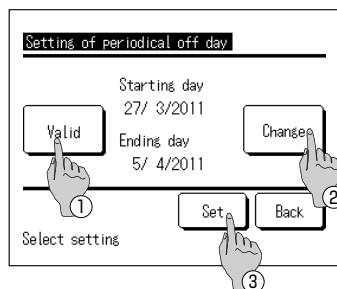 Setting of periodical off day
Starting day
27/ 3/2011
Valid
Change
Ending day
5/ 4/2011
①
②
Set
Back
Select setting
③